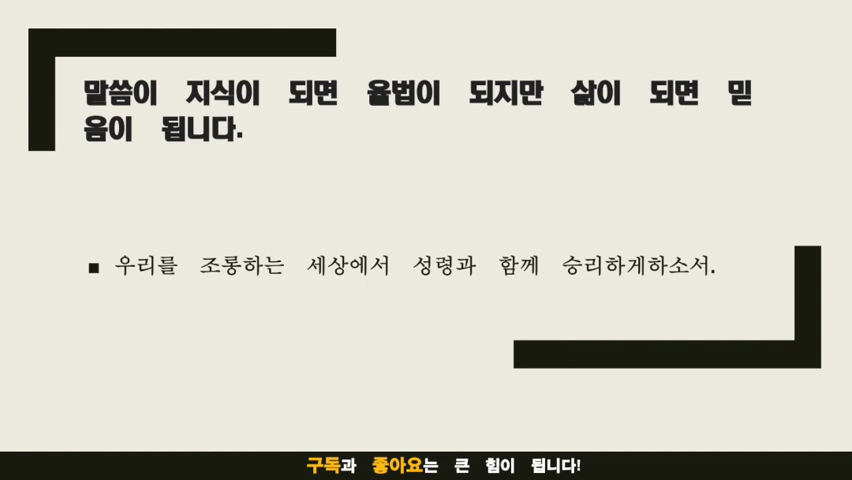 말씀이 지식이 되면 율법이 되지만 삶이 되면 믿
음이 됩니다.
■ 우리를 조롱하는 세상에서 성령과 함께 승리하게하소서.
구독과 좋아요는 큰 힘이 됩니다!